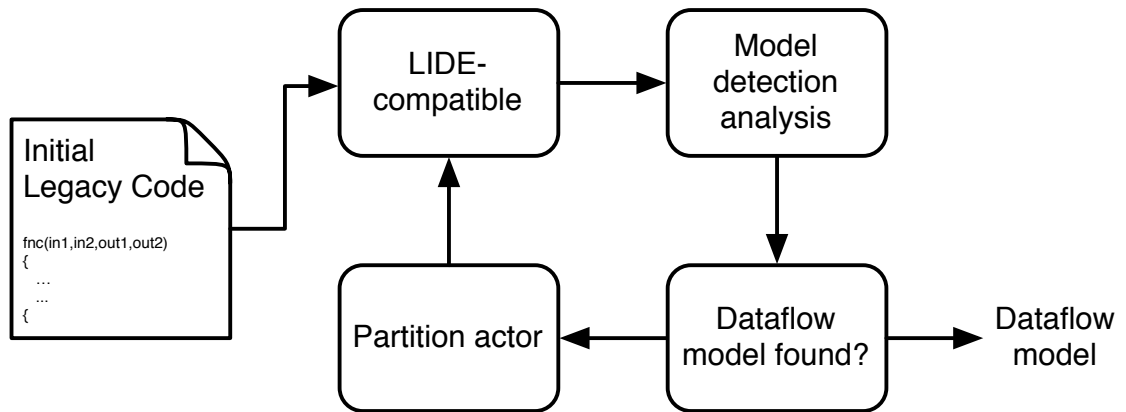 Initial
Legacy Code
fnc(in1,in2,out1,out2)
{
...
...
{
LIDE-
compatible
Model
detection
analysis
Partition actor
Dataflow
model found?
Dataflow
model